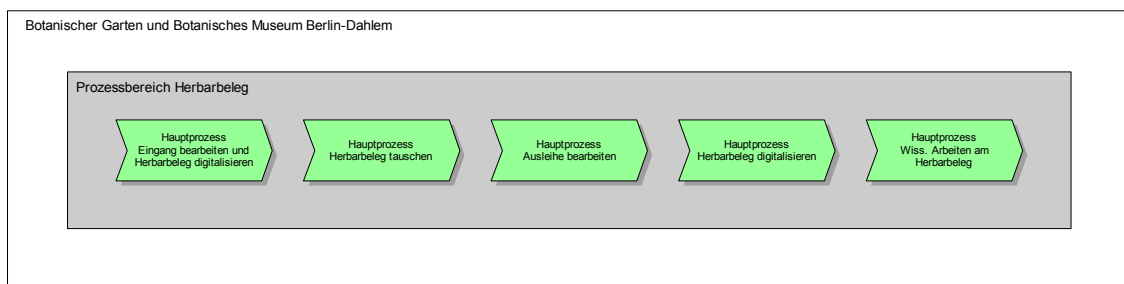 Botanischer Garten und Botanisches Museum Berlin-Dahlem
Prozessbereich Herbarbeleg
Hauptprozess
Eingang bearbeiten und
Herbarbeleg digitalisieren
Hauptprozess
Herbarbeleg tauschen
Hauptprozess
Ausleihe bearbeiten
Hauptprozess
Herbarbeleg digitalisieren
Hauptprozess
Wiss. Arbeiten am
Herbarbeleg